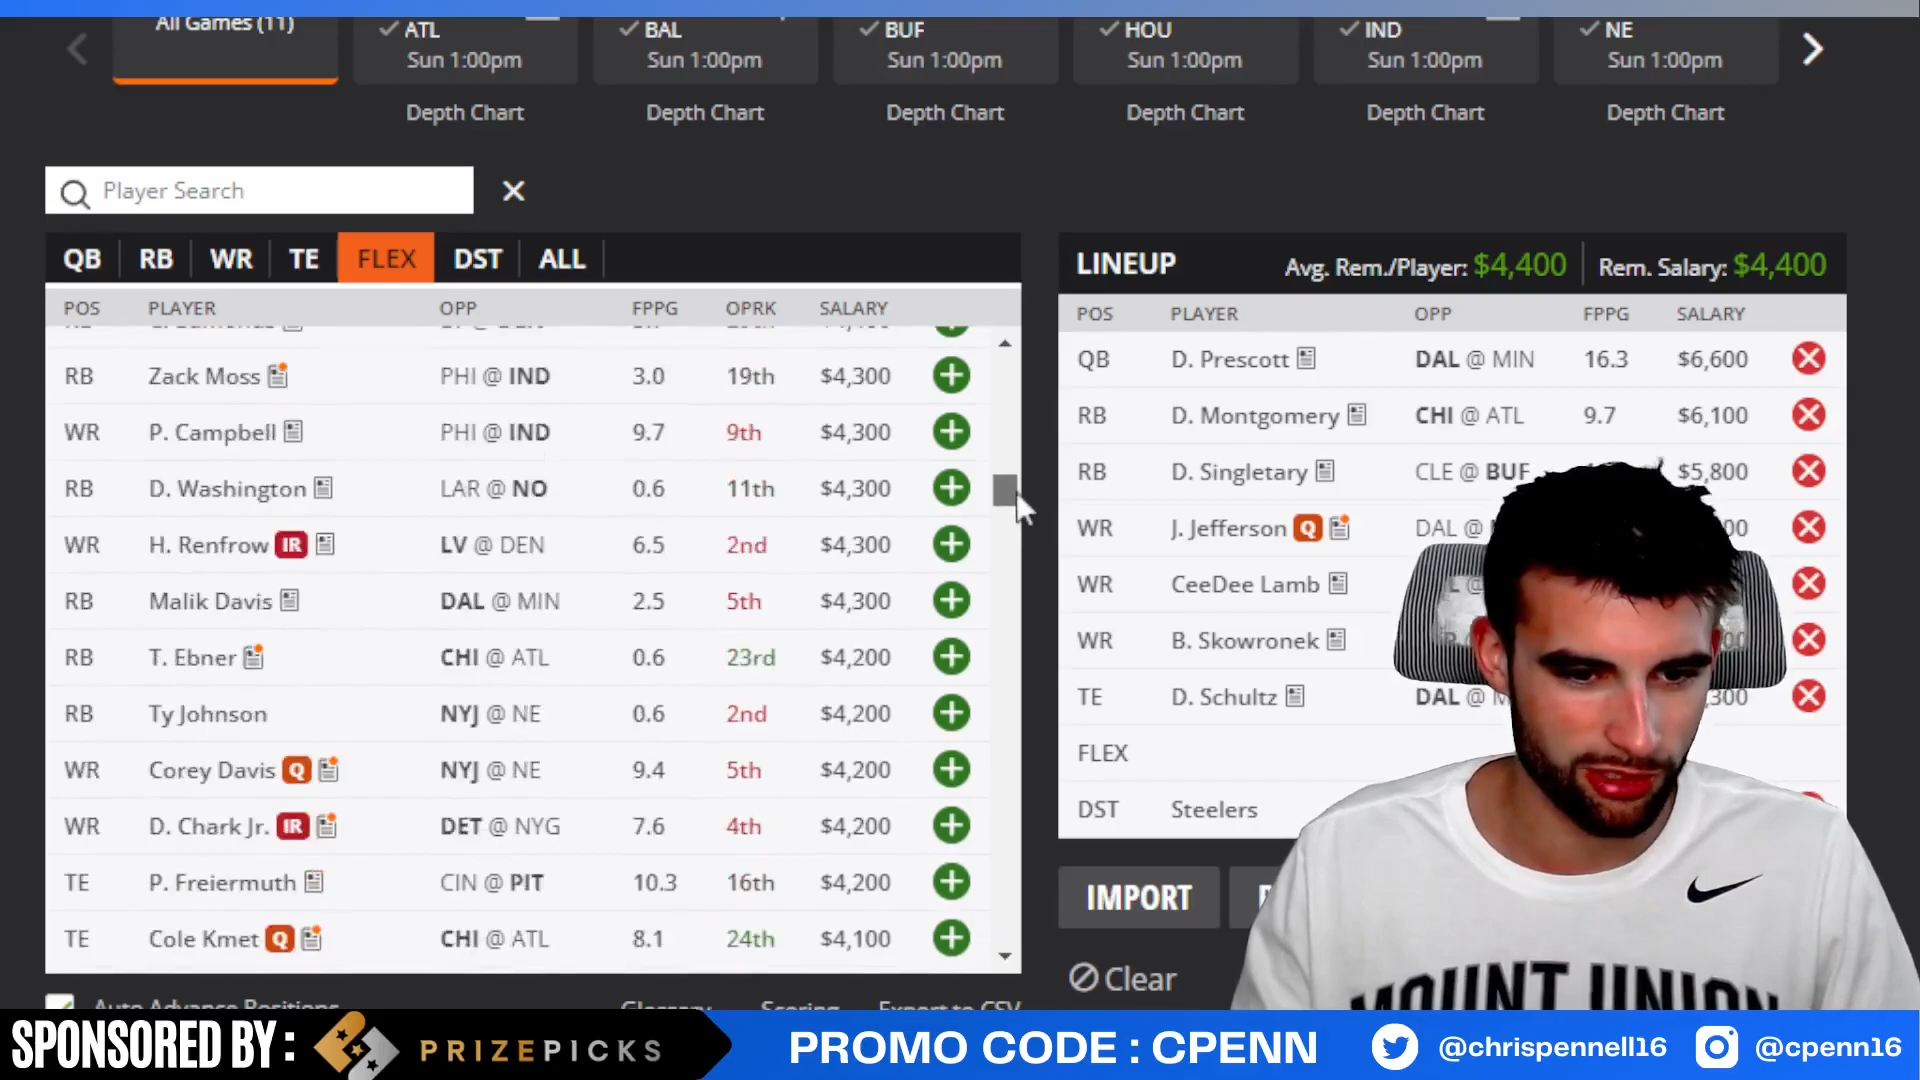 All Games (11)
ATL
Sun 1:00pm
Depth Chart
BAL
Sun 1:00pm
Depth Chart
BUF
Sun 1:00pm
Depth Chart
HOU
Sun 1:00pm
Depth Chart
IND
Sun 1:00pm
Depth Chart
NE
Sun 1:00pm
Depth Chart
Player Search
QB RB WR TE FLEX DST ALL
POS PLAYER OPP FPPG OPRK SALARY
RB Zack Moss PHI @ IND 3.0 19th $4,300
WR P. Campbell PHI @ IND 9.7 9th $4,300
RB D. Washington LAR @ NO 0.6 11th $4,300
WR H. Renfrow IR LV @ DEN 6.5 2nd $4,300
RB Malik Davis DAL @ MIN 2.5 5th $4,300
RB T. Ebner CHI @ ATL 0.6 23rd $4,200
RB Ty Johnson NYJ @ NE 0.6 2nd $4,200
WR Corey Davis Q NYJ @ NE 9.4 5th $4,200
WR D. Chark Jr. IR DET @ NYG 7.6 4th $4,200
TE P. Freiermuth CIN @ PIT 10.3 16th $4,200
TE Cole Kmet Q CHI @ ATL 8.1 24th $4,100
Auto Advance Positions Glossary Scoring Export to CSV
LINEUP Avg. Rem./Player: $4,400 Rem. Salary: $4,400
POS PLAYER OPP FPPG SALARY
QB D. Prescott DAL @ MIN 16.3 $6,600
RB D. Montgomery CHI @ ATL 9.7 $6,100
RB D. Singletary CLE @ BUF $5,800
WR J. Jefferson Q DAL @
WR CeeDee Lamb
WR B. Skowronek
TE D. Schultz DAL @
FLEX
DST Steelers
IMPORT
Clear
MOUNT UNION
SPONSORED BY : PRIZEPICKS PROMO CODE : CPENN @chrispennell16 @cpenn16